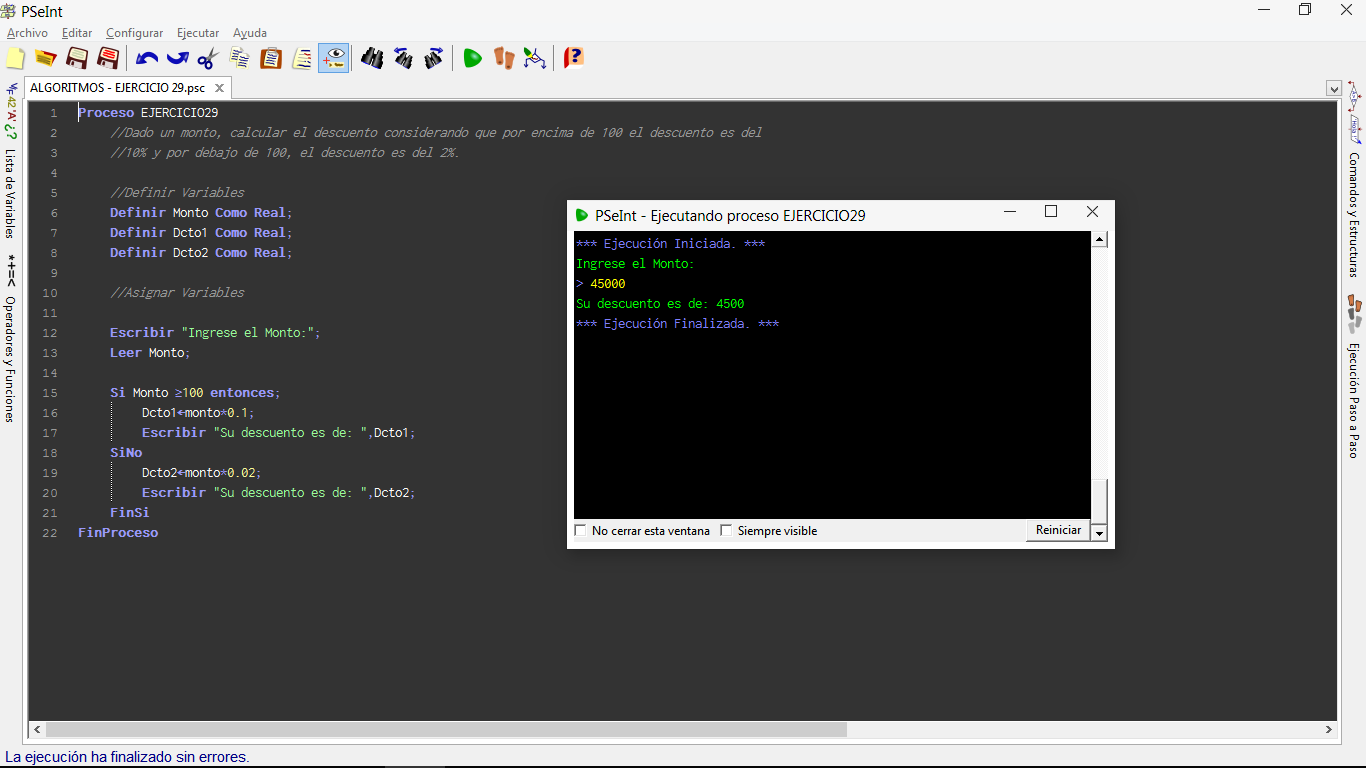 PSeInt
Archivo Editar Configurar Ejecutar Ayuda
ALGORITMOS - EJERCICIO 29.psc
1 Proceso EJERCICIO29
2 //Dado un monto, calcular el descuento considerando que por encima de 100 el descuento es del
3 //10% y por debajo de 100, el descuento es del 2%.
4
5 //Definir Variables
6 Definir Monto Como Real;
7 Definir Dcto1 Como Real;
8 Definir Dcto2 Como Real;
9
10 //Asignar Variables
11
12 Escribir "Ingrese el Monto:";
13 Leer Monto;
14
15 Si Monto ≥100 entonces;
16 Dcto1←monto*0.1;
17 Escribir "Su descuento es de: ",Dcto1;
18 SiNo
19 Dcto2←monto*0.02;
20 Escribir "Su descuento es de: ",Dcto2;
21 FinSi
22 FinProceso
PSeInt - Ejecutando proceso EJERCICIO29
*** Ejecución Iniciada. ***
Ingrese el Monto:
> 45000
Su descuento es de: 4500
*** Ejecución Finalizada. ***
No cerrar esta ventana Siempre visible Reiniciar
Lista de Variables
*+=< Operadores y Funciones
Comandos y Estructuras
Ejecución Paso a Paso
La ejecución ha finalizado sin errores.